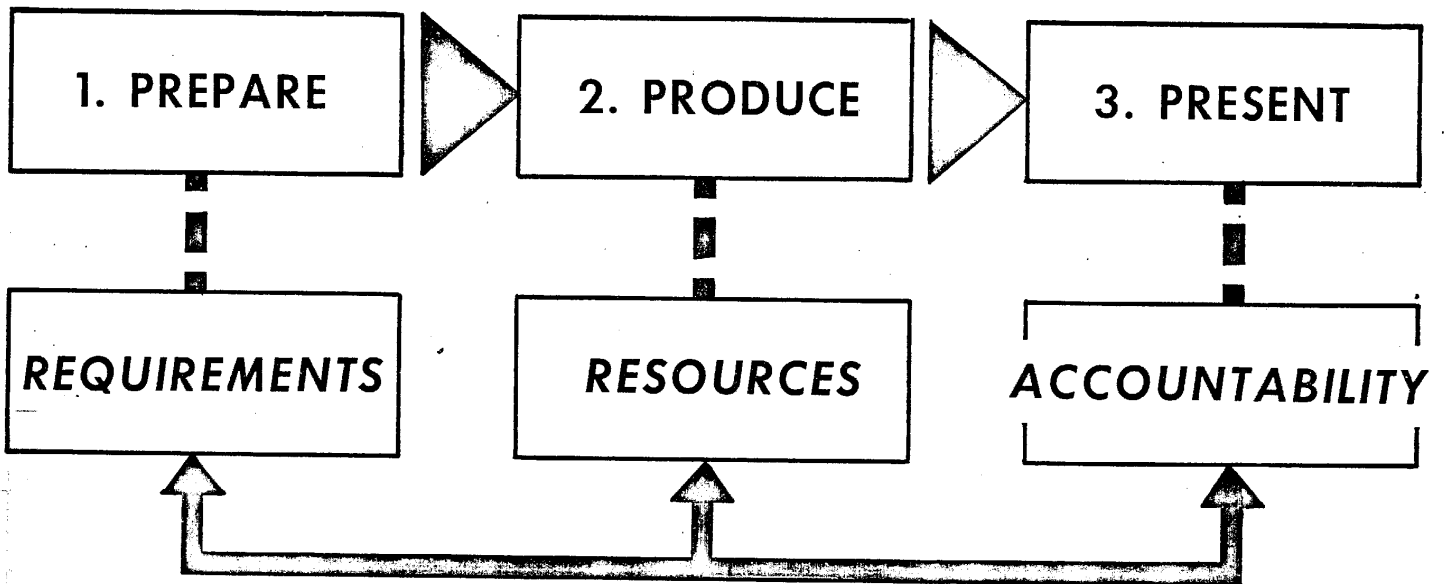 1. PREPARE
2. PRODUCE
3. PRESENT
REQUIREMENTS
RESOURCES
ACCOUNTABILITY